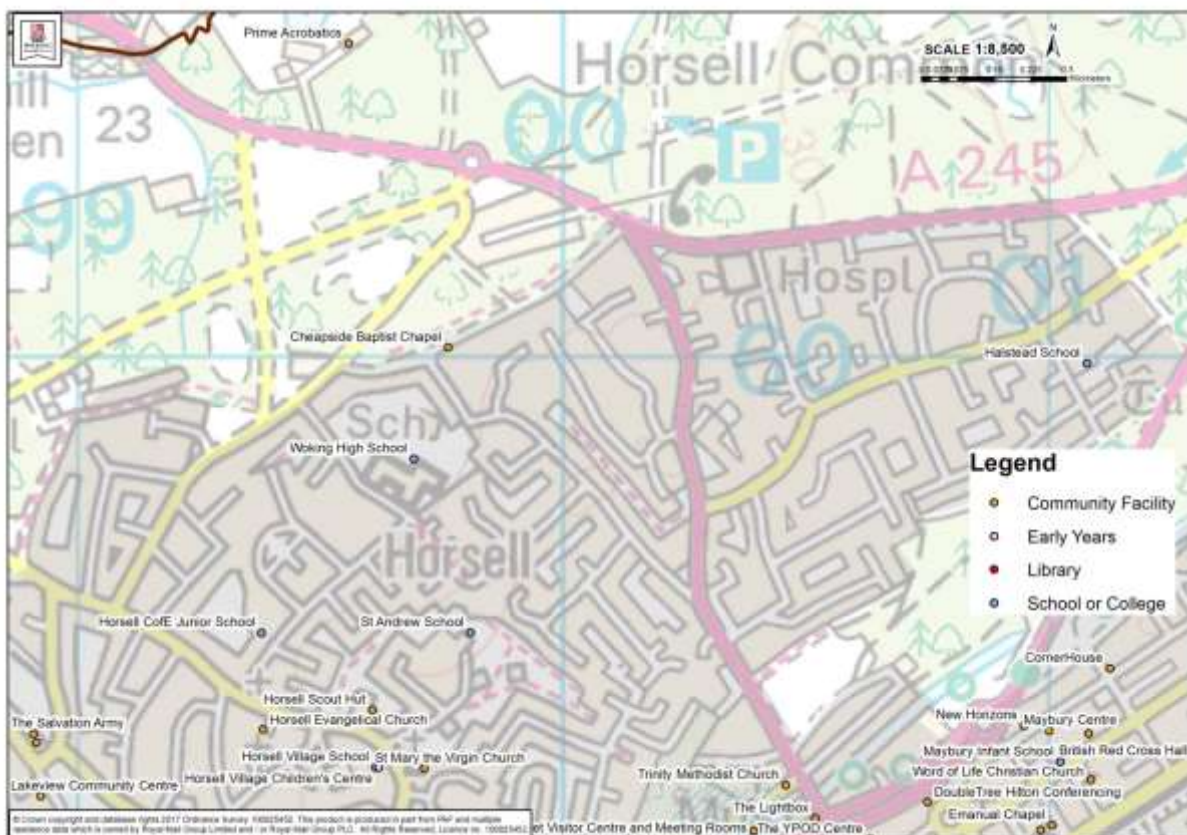 Prime Acrobatics
SCALE 1:8,500
N
Horsell Common
23
en
00
P
A 245
99
Hospl
01
60
Cheapside Baptist Chapel
Halstead School
Sch
Woking High School
Horsell
Legend
Community Facility
Early Years
Library
School or College
Horsell CofE Junior School
St Andrew School
CornerHouse
Horsell Scout Hut
Horsell Evangelical Church
The Salvation Army
New Horizons
Maybury Centre
Horsell Village School
St Mary the Virgin Church
Maybury Infant School
British Red Cross Hall
Horsell Village Children's Centre
Trinity Methodist Church
Word of Life Christian Church
Lakeview Community Centre
DoubleTree Hilton Conferencing
The Lightbox
Emanual Chapel
et Visitor Centre and Meeting Rooms
The YPOD Centre